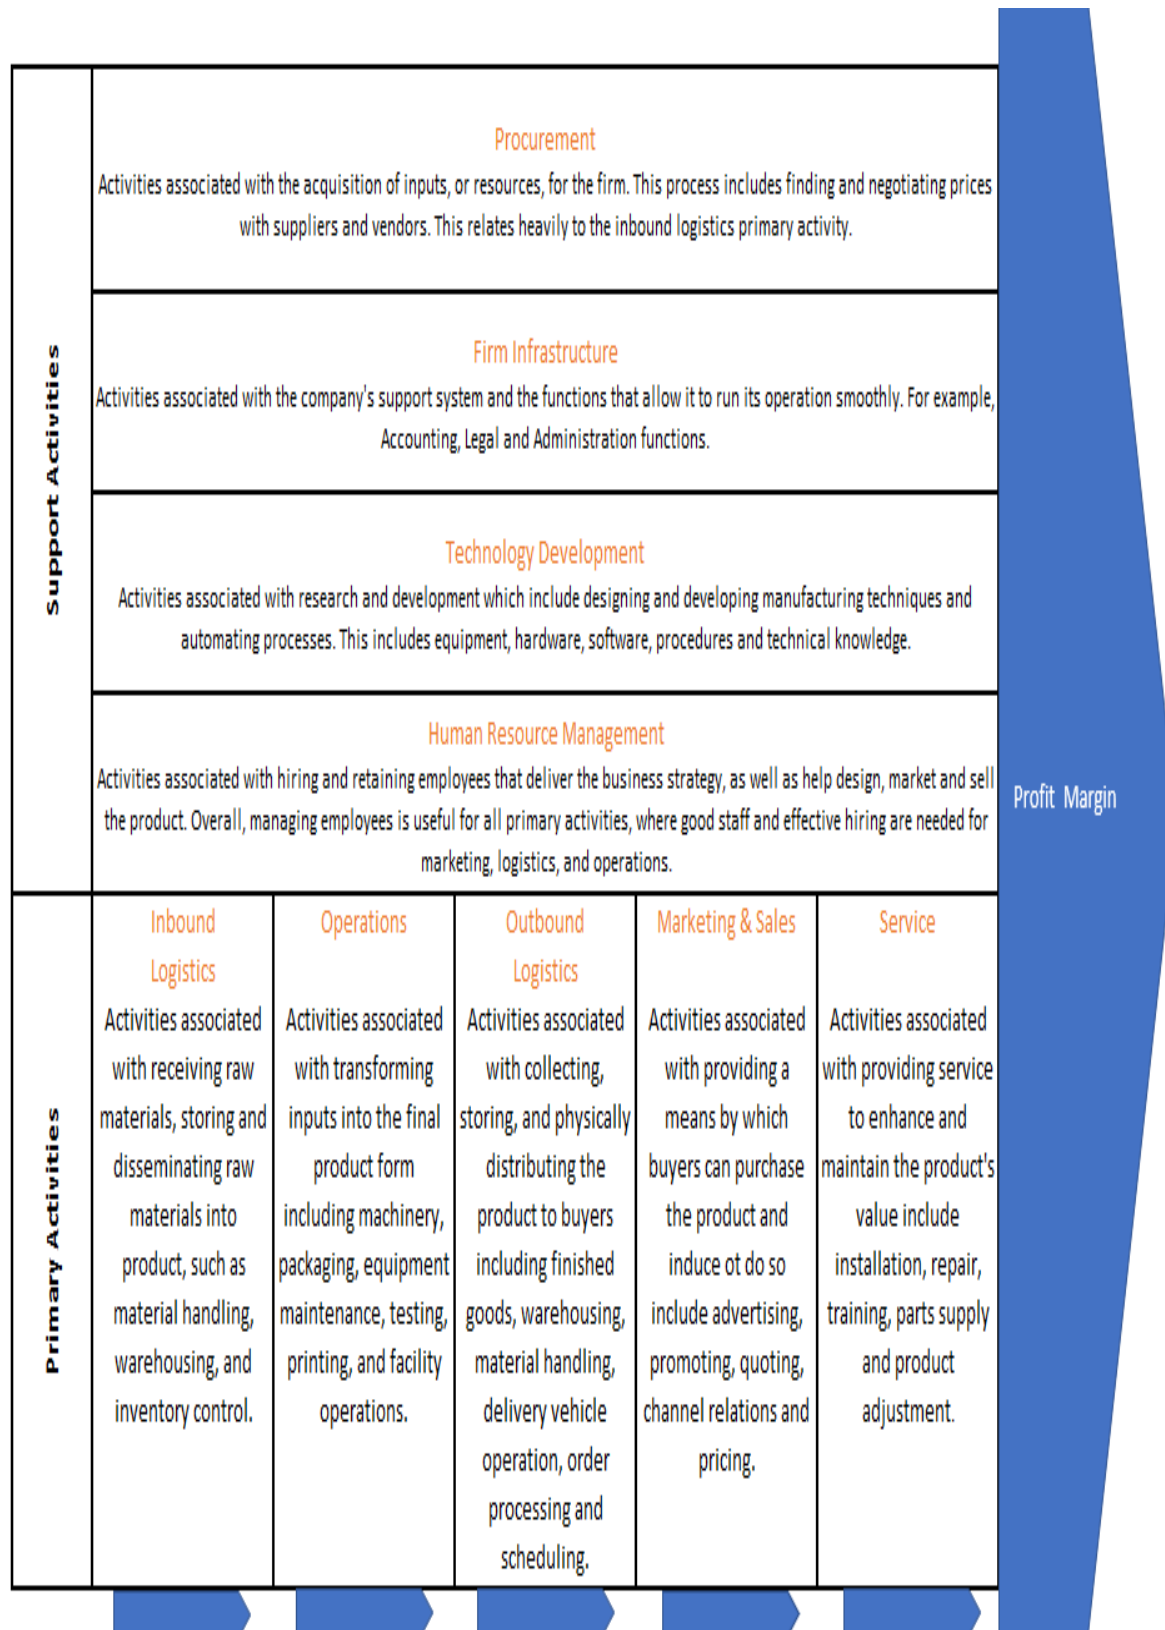 Support Activities
Procurement
Activities associated with the acquisition of inputs, or resources, for the firm. This process includes finding and negotiating prices
with suppliers and vendors. This relates heavily to the inbound logistics primary activity.
Firm Infrastructure
Activities associated with the company's support system and the functions that allow it to run its operation smoothly. For example,
Accounting, Legal and Administration functions.
Technology Development
Activities associated with research and development which include designing and developing manufacturing techniques and
automating processes. This includes equipment, hardware, software, procedures and technical knowledge.
Human Resource Management
Activities associated with hiring and retaining employees that deliver the business strategy, as well as help design, market and sell
the product. Overall, managing employees is useful for all primary activities, where good staff and effective hiring are needed for
marketing, logistics, and operations.
Primary Activities
Inbound
Logistics
Activities associated
with receiving raw
materials, storing and
disseminating raw
materials into
product, such as
material handling,
warehousing, and
inventory control.
Operations
Activities associated
with transforming
inputs into the final
product form
including machinery,
packaging, equipment
maintenance, testing,
printing, and facility
operations.
Outbound
Logistics
Activities associated
with collecting,
storing, and physically
distributing the
product to buyers
including finished
goods, warehousing,
material handling,
delivery vehicle
operation, order
processing and
scheduling.
Marketing & Sales
Activities associated
with providing a
means by which
buyers can purchase
the product and
induce ot do so
include advertising,
promoting, quoting,
channel relations and
pricing.
Service
Activities associated
with providing service
to enhance and
maintain the product's
value include
installation, repair,
training, parts supply
and product
adjustment.
Profit Margin